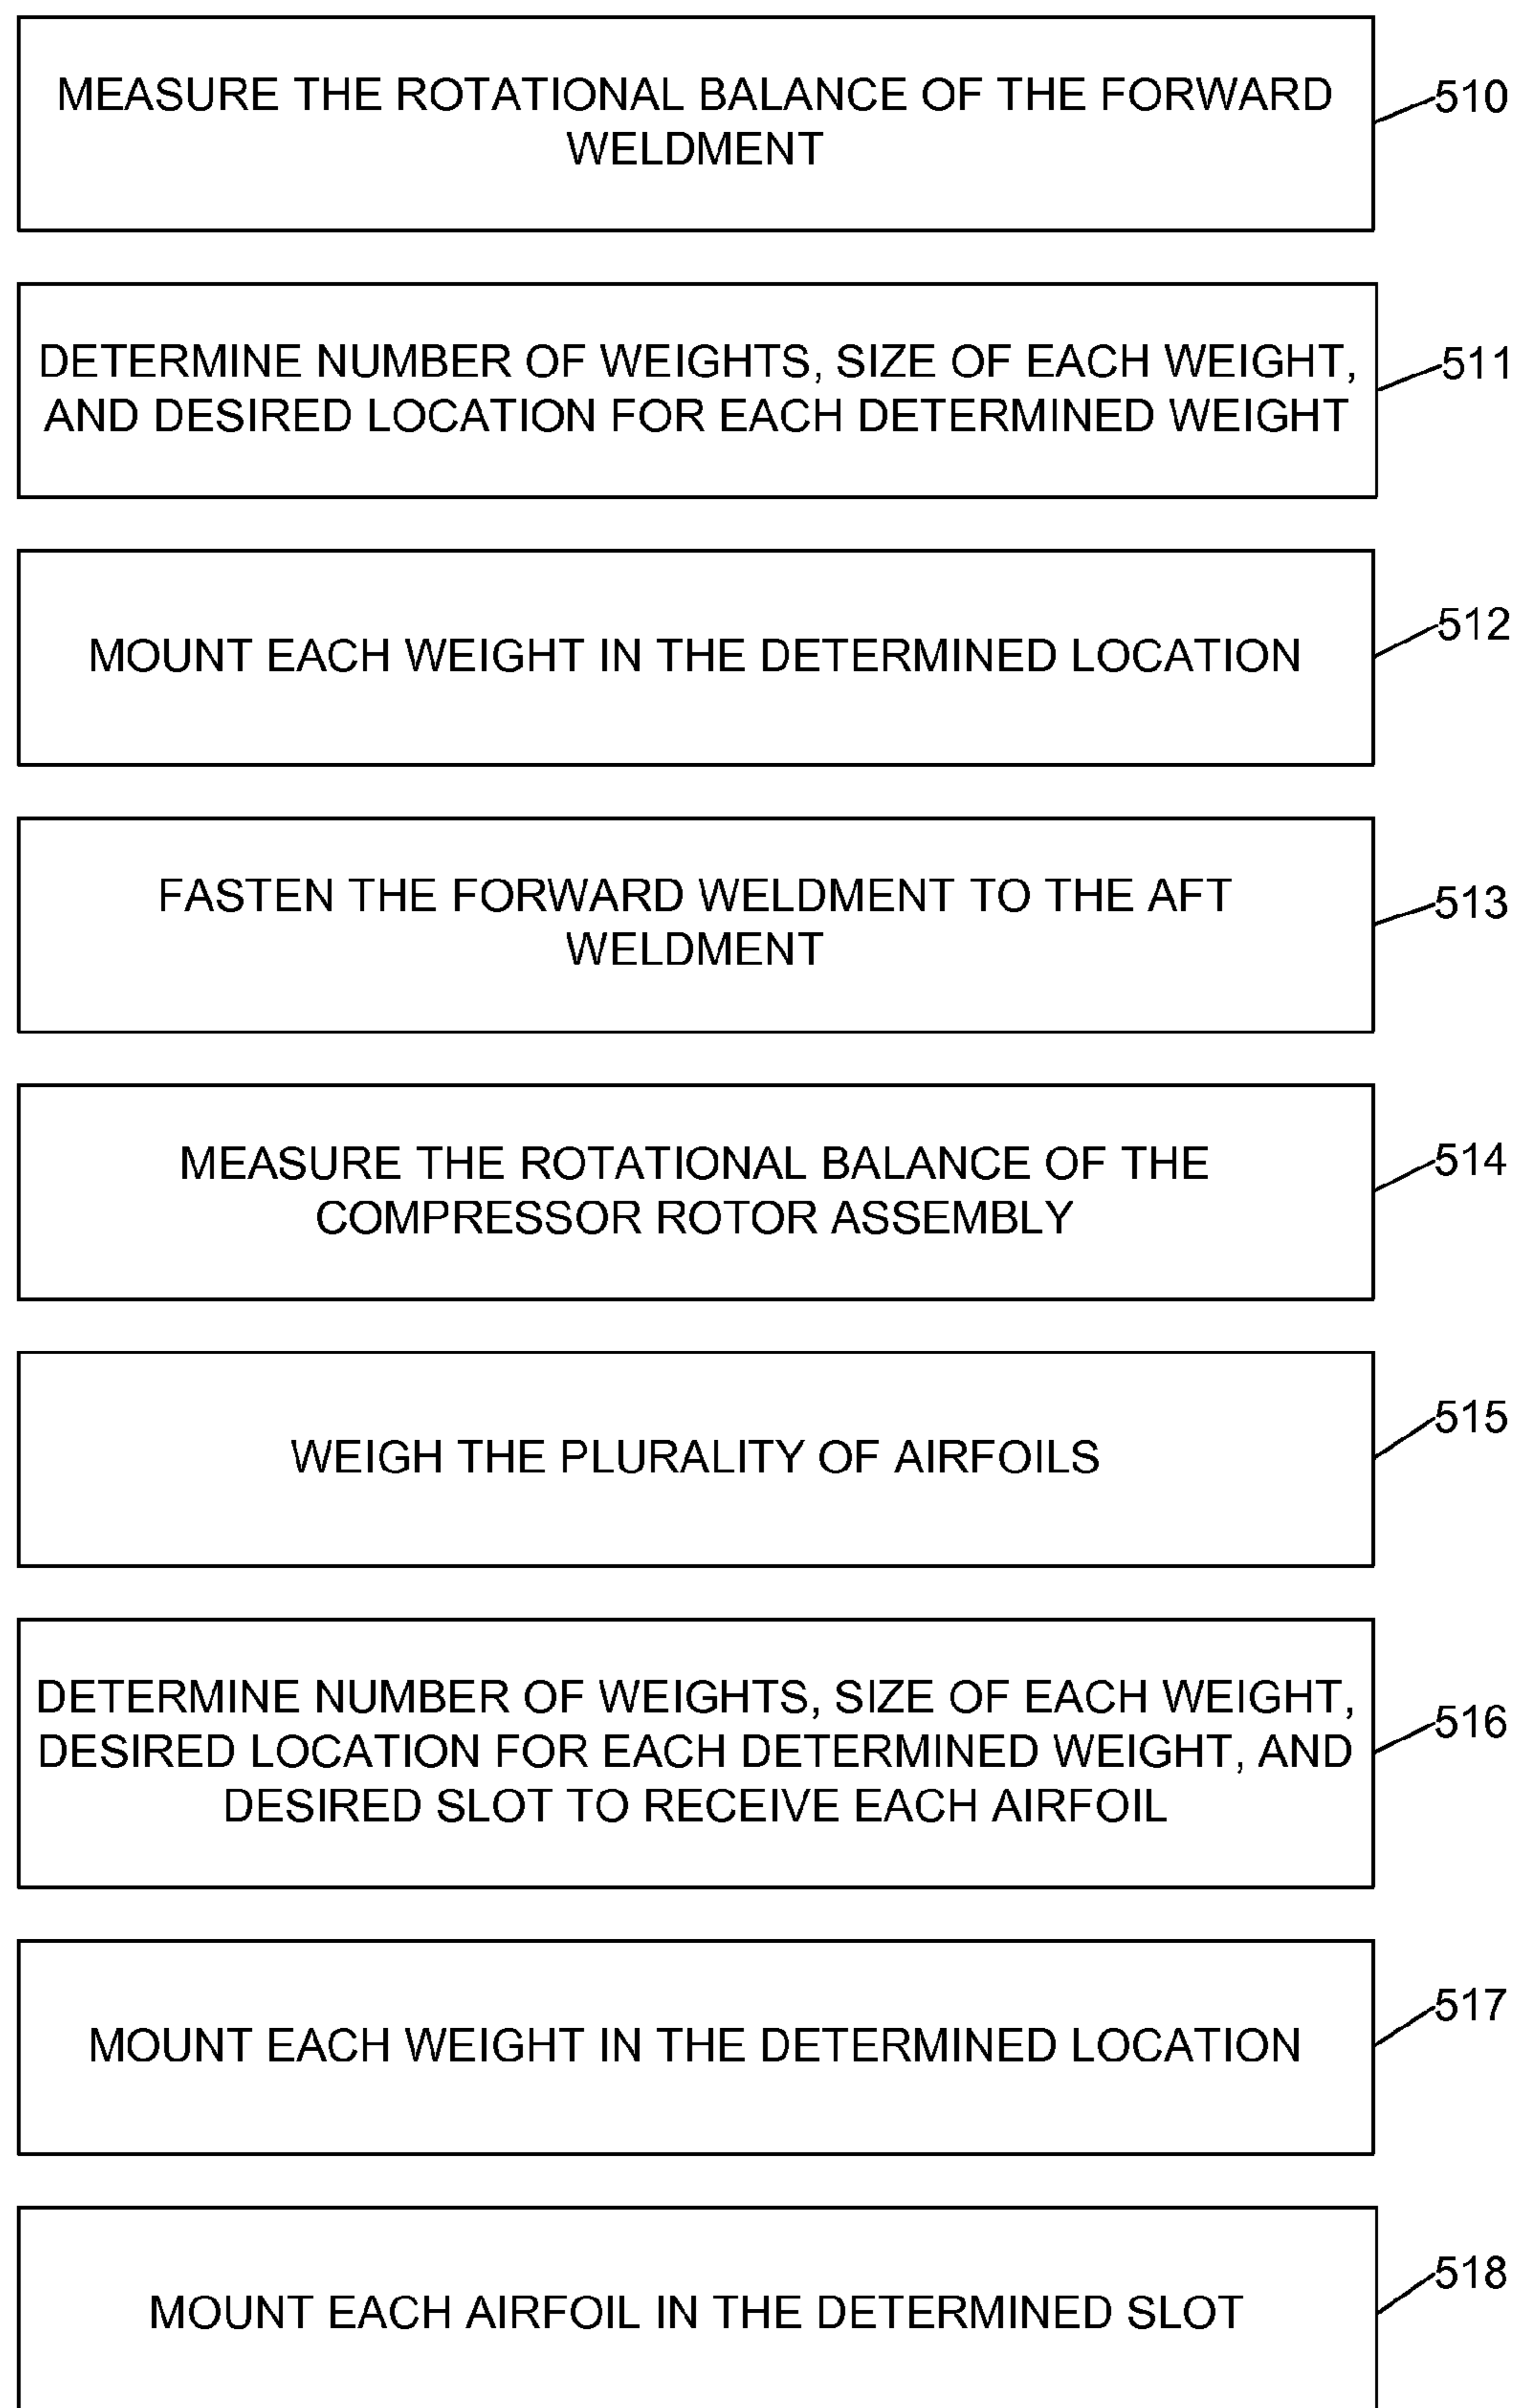 MEASURE THE ROTATIONAL BALANCE OF THE FORWARD
WELDMENT
510
DETERMINE NUMBER OF WEIGHTS, SIZE OF EACH WEIGHT,
AND DESIRED LOCATION FOR EACH DETERMINED WEIGHT
511
MOUNT EACH WEIGHT IN THE DETERMINED LOCATION
512
FASTEN THE FORWARD WELDMENT TO THE AFT
WELDMENT
513
MEASURE THE ROTATIONAL BALANCE OF THE
COMPRESSOR ROTOR ASSEMBLY
514
WEIGH THE PLURALITY OF AIRFOILS
515
DETERMINE NUMBER OF WEIGHTS, SIZE OF EACH WEIGHT,
DESIRED LOCATION FOR EACH DETERMINED WEIGHT, AND
DESIRED SLOT TO RECEIVE EACH AIRFOIL
516
MOUNT EACH WEIGHT IN THE DETERMINED LOCATION
517
MOUNT EACH AIRFOIL IN THE DETERMINED SLOT
518